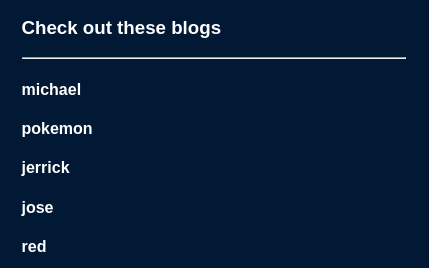 Check out these blogs
michael
pokemon
jerrick
jose
red